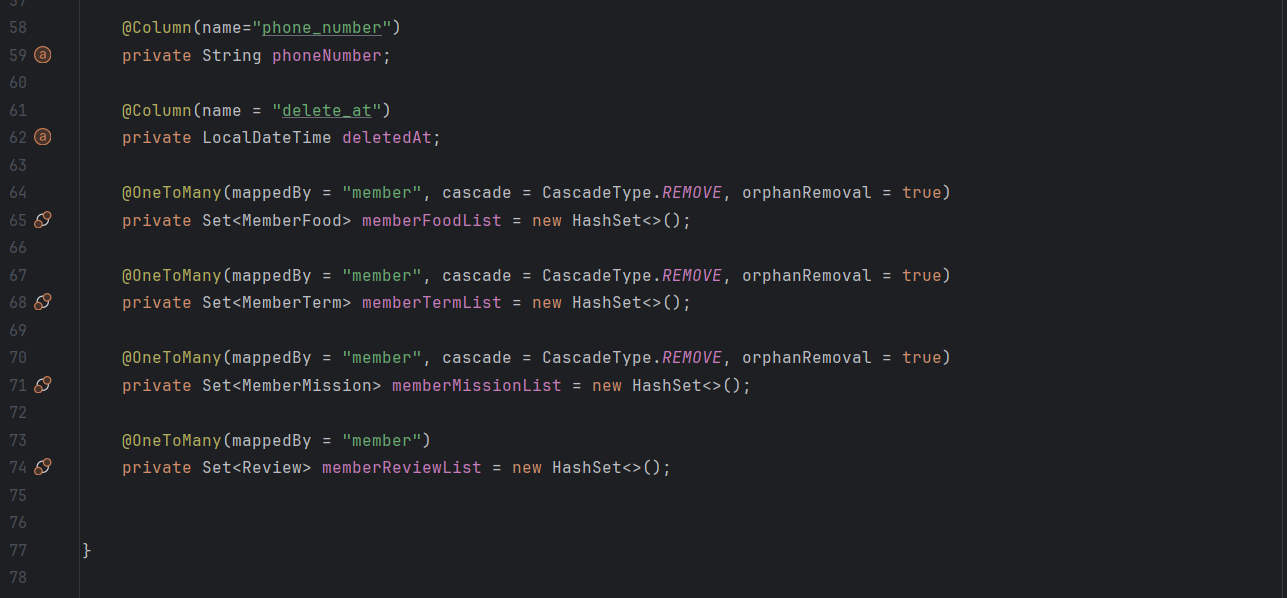 57
58 @Column(name="phone_number")
59 a private String phoneNumber;
60
61 @Column(name = "delete_at")
62 a private LocalDateTime deletedAt;
63
64 @OneToMany(mappedBy = "member", cascade = CascadeType.REMOVE, orphanRemoval = true)
65 private Set<MemberFood> memberFoodList = new HashSet<>();
66
67 @OneToMany(mappedBy = "member", cascade = CascadeType.REMOVE, orphanRemoval = true)
68 private Set<MemberTerm> memberTermList = new HashSet<>();
69
70 @OneToMany(mappedBy = "member", cascade = CascadeType.REMOVE, orphanRemoval = true)
71 private Set<MemberMission> memberMissionList = new HashSet<>();
72
73 @OneToMany(mappedBy = "member")
74 private Set<Review> memberReviewList = new HashSet<>();
75
76
77 }
78